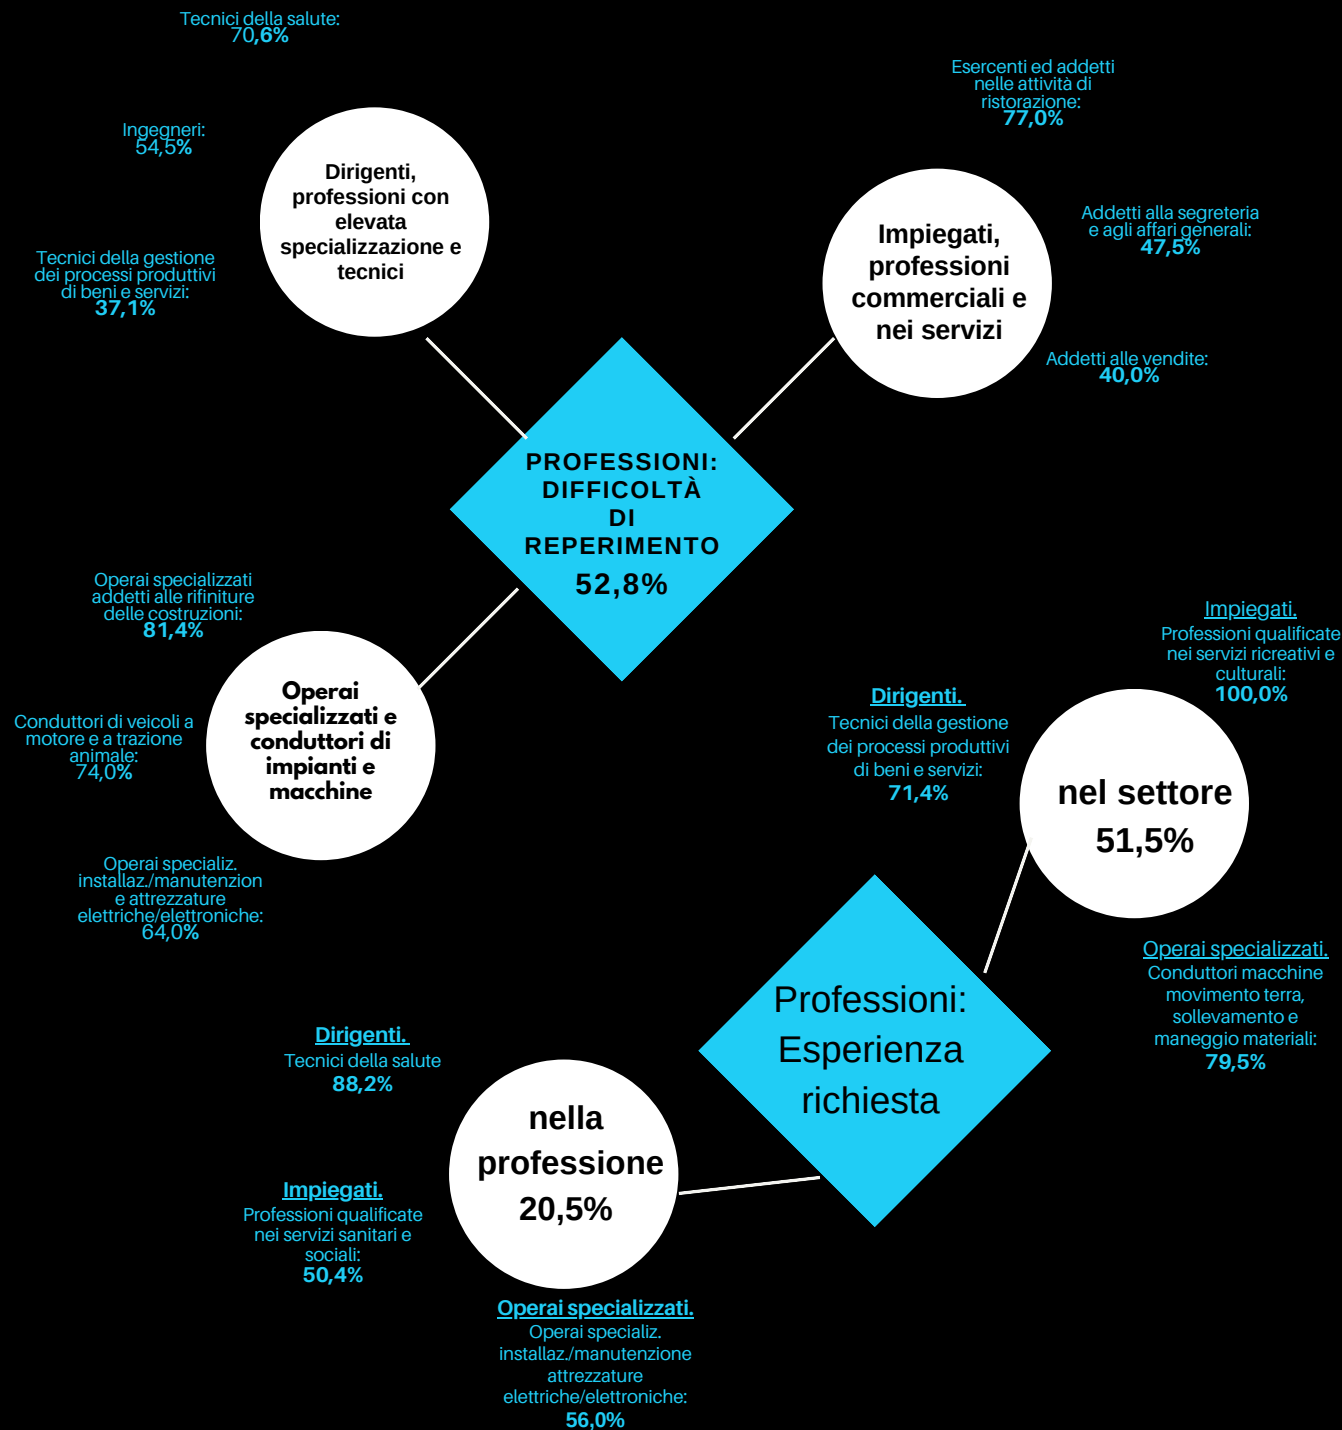 Tecnici della salute:
70,6%
Ingegneri:
54,5%
Tecnici della gestione
dei processi produttivi
di beni e servizi:
37,1%
Dirigenti,
professioni con
elevata
specializzazione e
tecnici
Esercenti ed addetti
nelle attività di
ristorazione:
77,0%
Addetti alla segreteria
e agli affari generali:
47,5%
Addetti alle vendite:
40,0%
Impiegati,
professioni
commerciali e
nei servizi
PROFESSIONI:
DIFFICOLTÀ
DI
REPERIMENTO
52,8%
Operai specializzati
addetti alle rifiniture
delle costruzioni:
81,4%
Conduttori di veicoli a
motore e a trazione
animale:
74,0%
Operai specializ.
installaz./manutenzion
e attrezzature
elettriche/elettroniche:
64,0%
Operai
specializzati e
conduttori di
impianti e
macchine
Impiegati.
Professioni qualificate
nei servizi ricreativi e
culturali:
100,0%
Dirigenti.
Tecnici della gestione
dei processi produttivi
di beni e servizi:
71,4%
nel settore
51,5%
Operai specializzati.
Conduttori macchine
movimento terra,
sollevamento e
maneggio materiali:
79,5%
Professioni:
Esperienza
richiesta
Dirigenti.
Tecnici della salute
88,2%
nella
professione
20,5%
Impiegati.
Professioni qualificate
nei servizi sanitari e
sociali:
50,4%
Operai specializzati.
Operai specializ.
installaz./manutenzione
attrezzature
elettriche/elettroniche:
56,0%